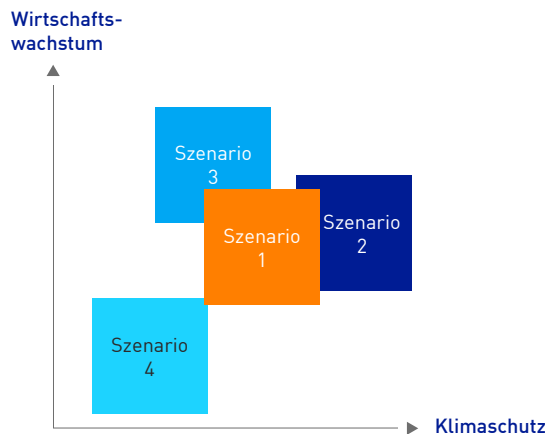 Wirtschafts-
wachstum
Szenario
3
Szenario
2
Szenario
1
Szenario
4
Klimaschutz